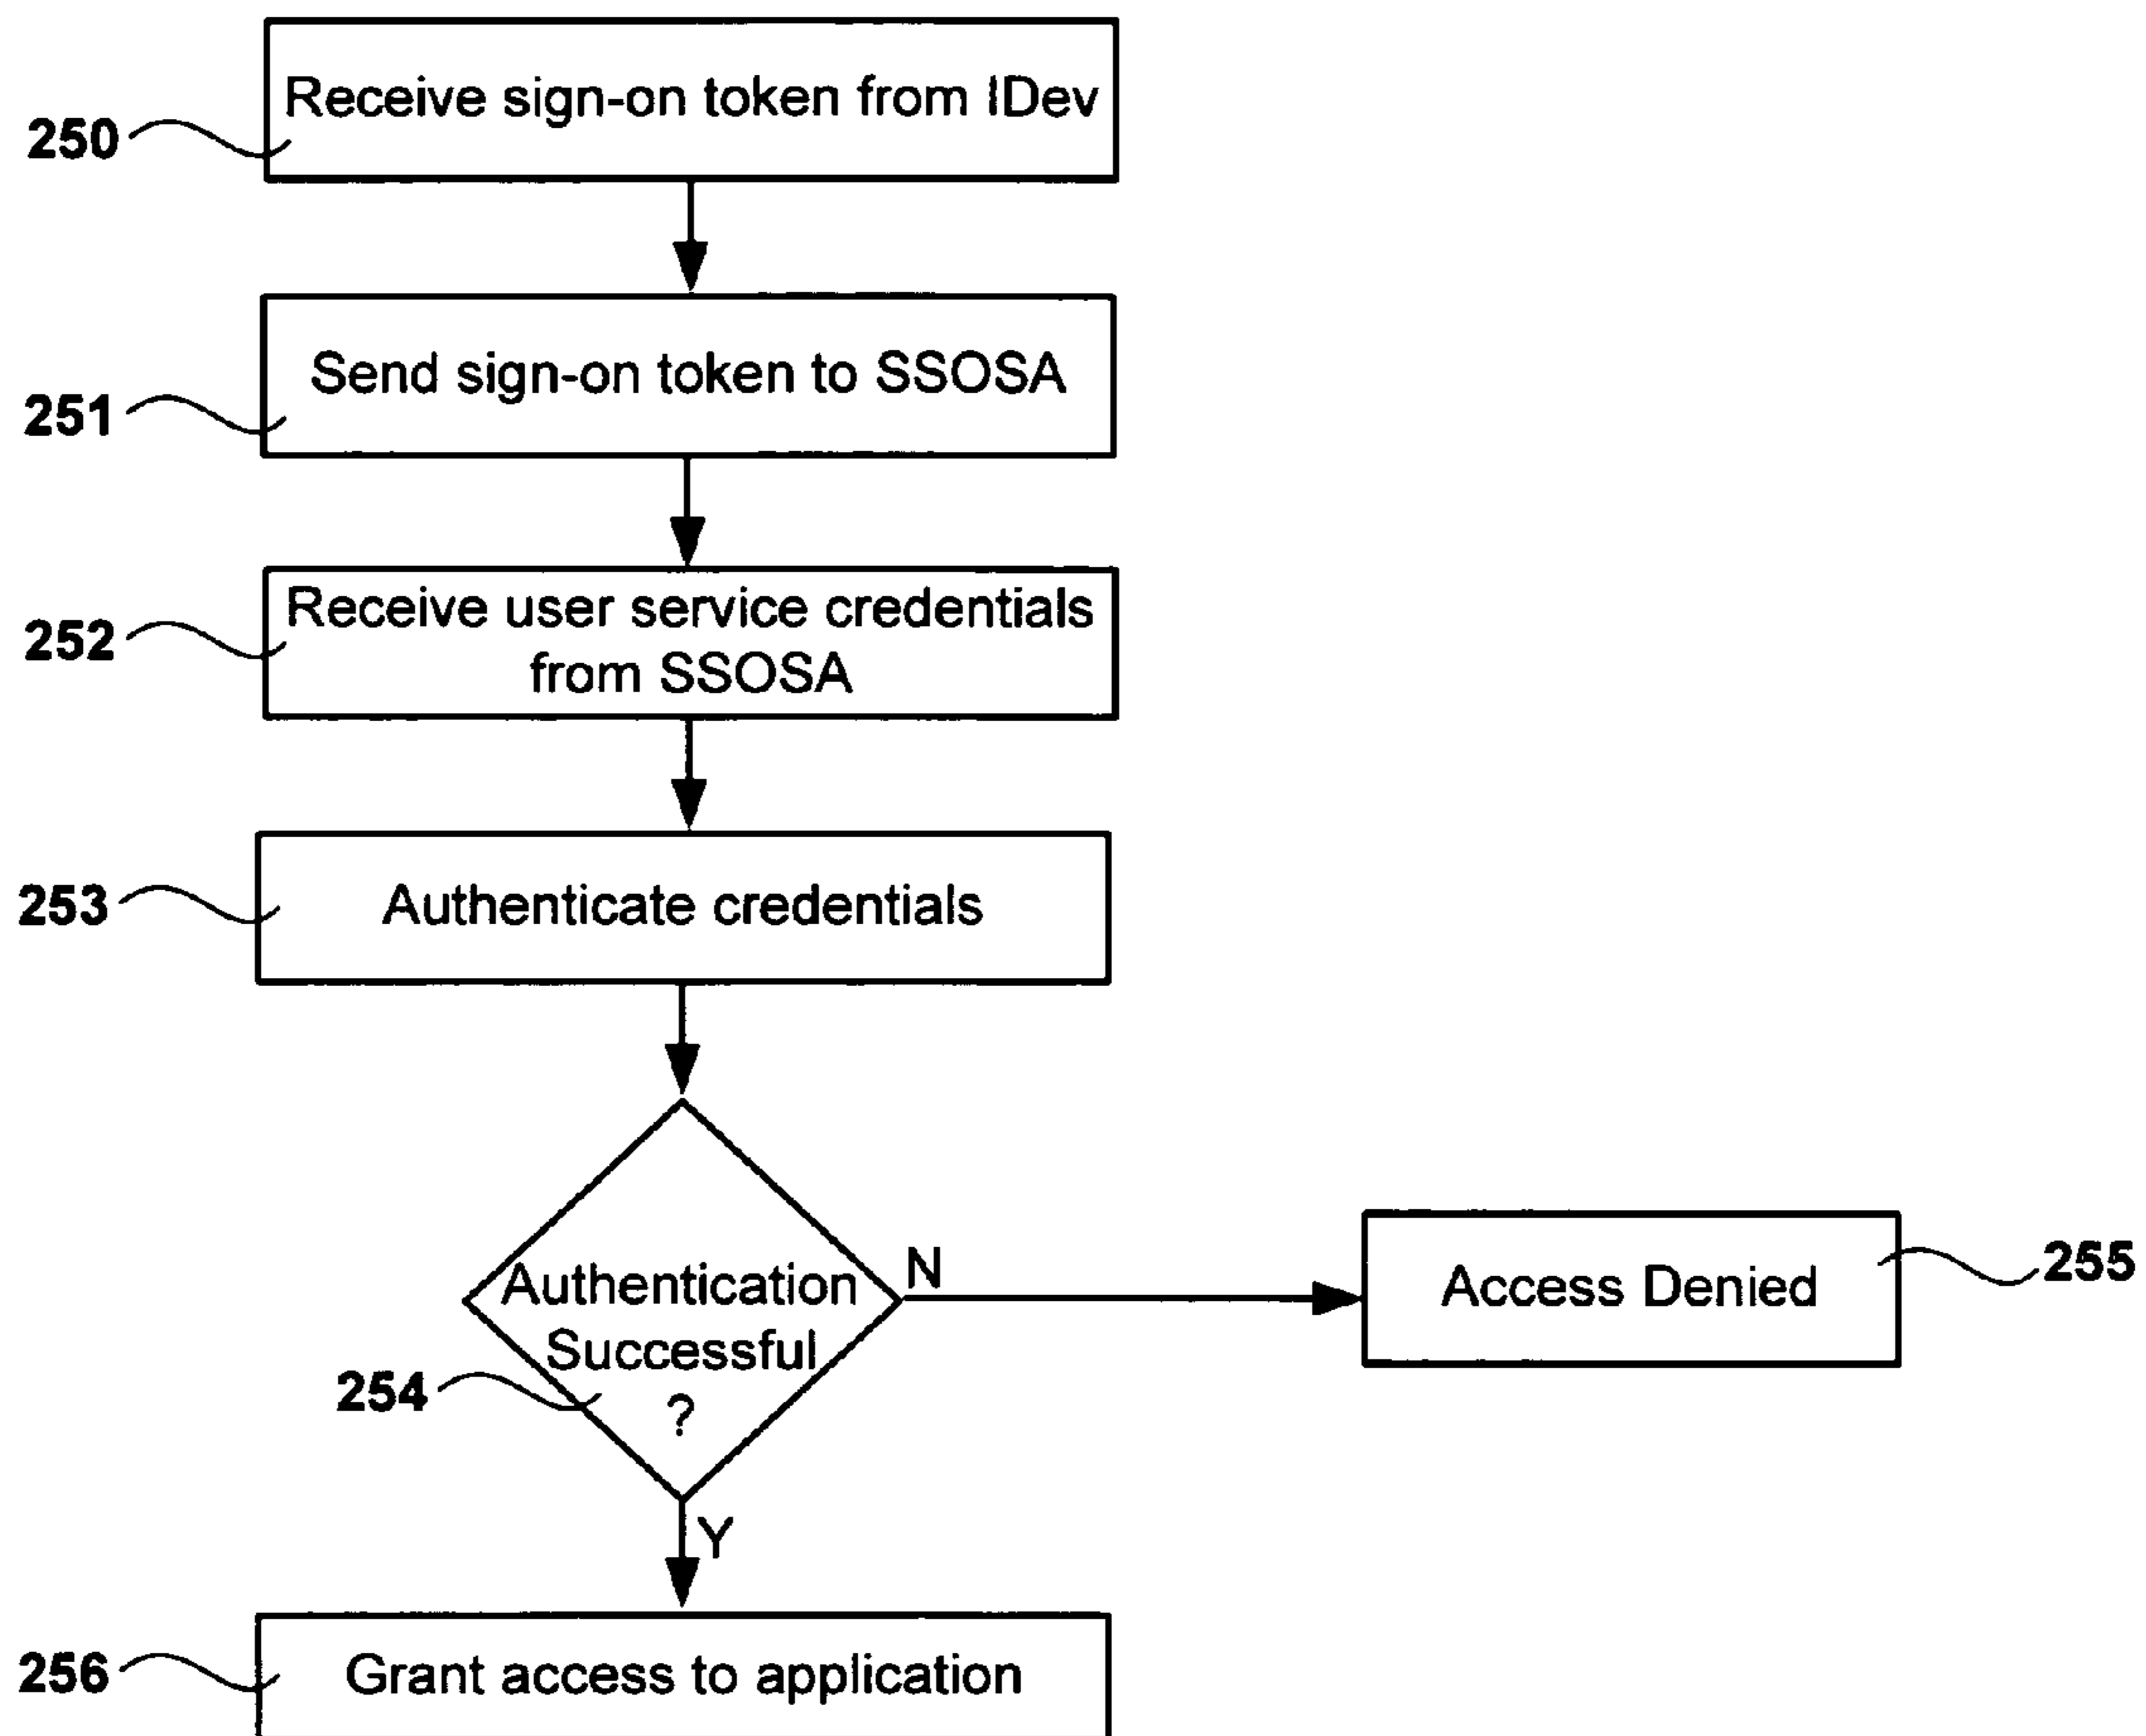 Receive sign-on token from IDev
250
Send sign-on token to SSOSA
251
Receive user service credentials
from SSOSA
252
Authenticate credentials
253
Authentication
Successful
?
254
N
Access Denied
255
Y
Grant access to application
256